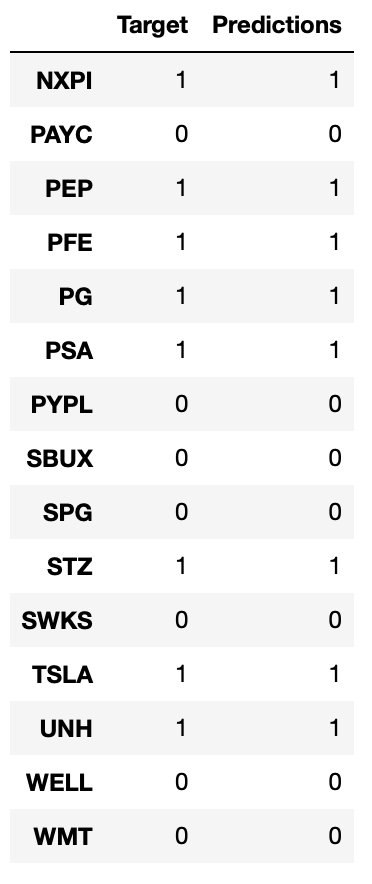 Target Predictions
NXPI 1 1
PAYC 0 0
PEP 1 1
PFE 1 1
PG 1 1
PSA 1 1
PYPL 0 0
SBUX 0 0
SPG 0 0
STZ 1 1
SWKS 0 0
TSLA 1 1
UNH 1 1
WELL 0 0
WMT 0 0